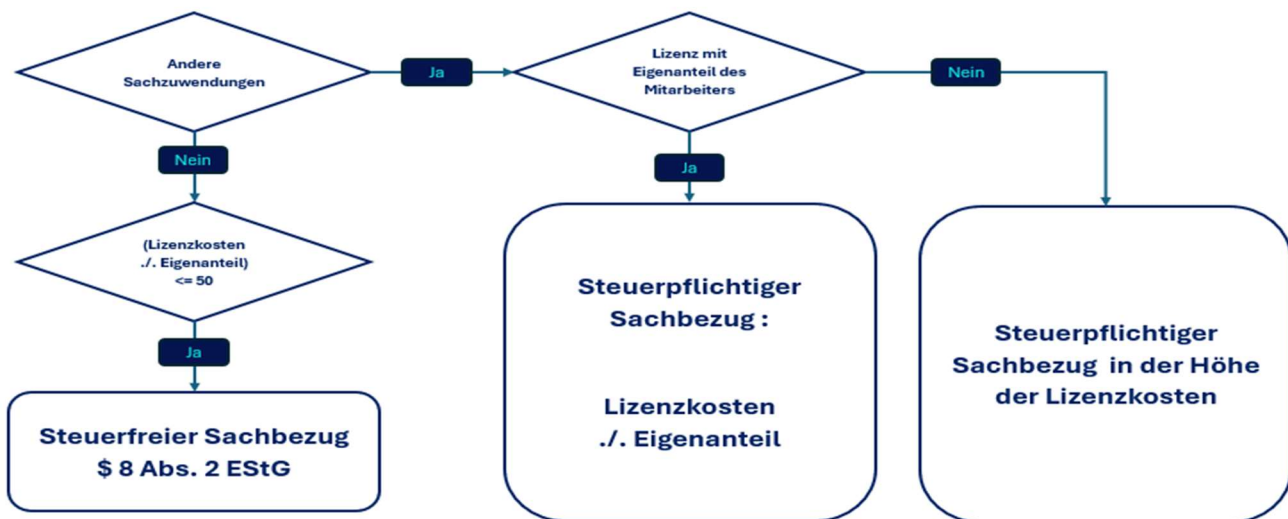 Andere
Sachzuwendungen
Ja
Lizenz mit
Eigenanteil des
Mitarbeiters
Nein
Nein
Ja
(Lizenzkosten
./. Eigenanteil)
<= 50
Ja
Steuerfreier Sachbezug
$ 8 Abs. 2 EStG
Steuerpflichtiger
Sachbezug :
Lizenzkosten
./. Eigenanteil
Steuerpflichtiger
Sachbezug in der Höhe
der Lizenzkosten